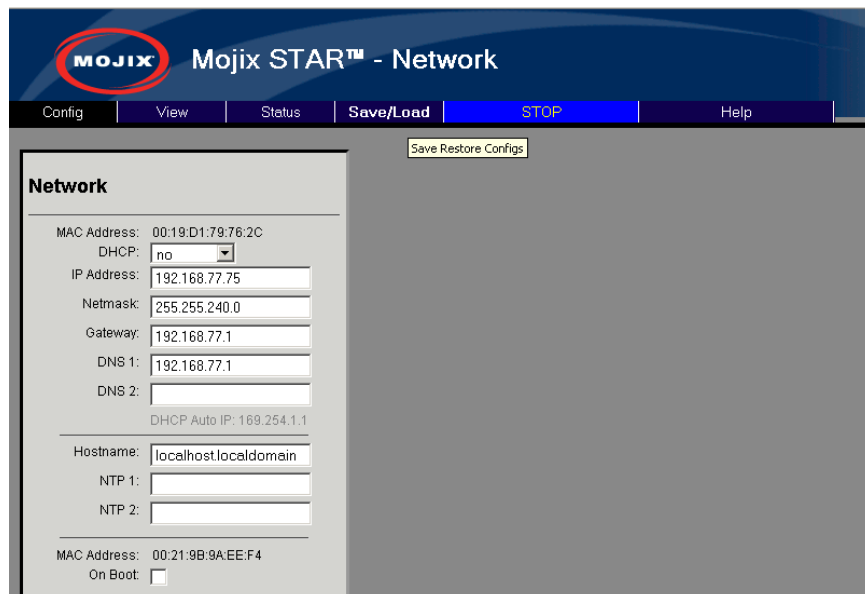 MOJIX Mojix STAR™ - Network
Config View Status Save/Load STOP Help
Save Restore Configs
Network
MAC Address: 00:19:D1:79:76:2C
DHCP: no
IP Address: 192.168.77.75
Netmask: 255.255.240.0
Gateway: 192.168.77.1
DNS 1: 192.168.77.1
DNS 2:
DHCP Auto IP: 169.254.1.1
Hostname: localhost.localdomain
NTP 1:
NTP 2:
MAC Address: 00:21:9B:9A:EE:F4
On Boot: